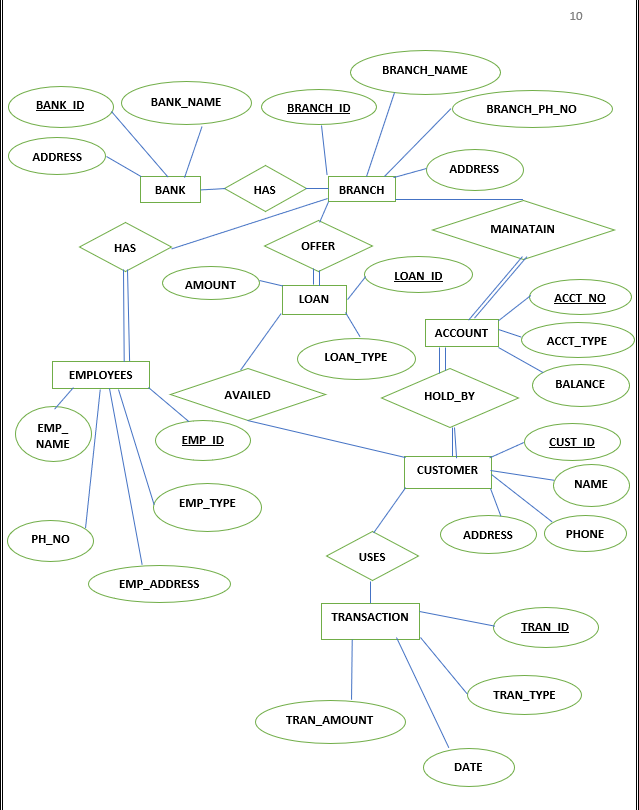 10
BRANCH_NAME
BANK_ID
BANK_NAME
BRANCH_ID
BRANCH_PH_NO
ADDRESS
ADDRESS
BANK
HAS
BRANCH
HAS
OFFER
MAINATAIN
AMOUNT
LOAN_ID
LOAN
ACCT_NO
ACCOUNT
ACCT_TYPE
LOAN_TYPE
EMPLOYEES
BALANCE
AVAILED
HOLD_BY
EMP_
NAME
EMP_ID
CUST_ID
CUSTOMER
NAME
EMP_TYPE
PH_NO
ADDRESS
PHONE
USES
EMP_ADDRESS
TRANSACTION
TRAN_ID
TRAN_TYPE
TRAN_AMOUNT
DATE